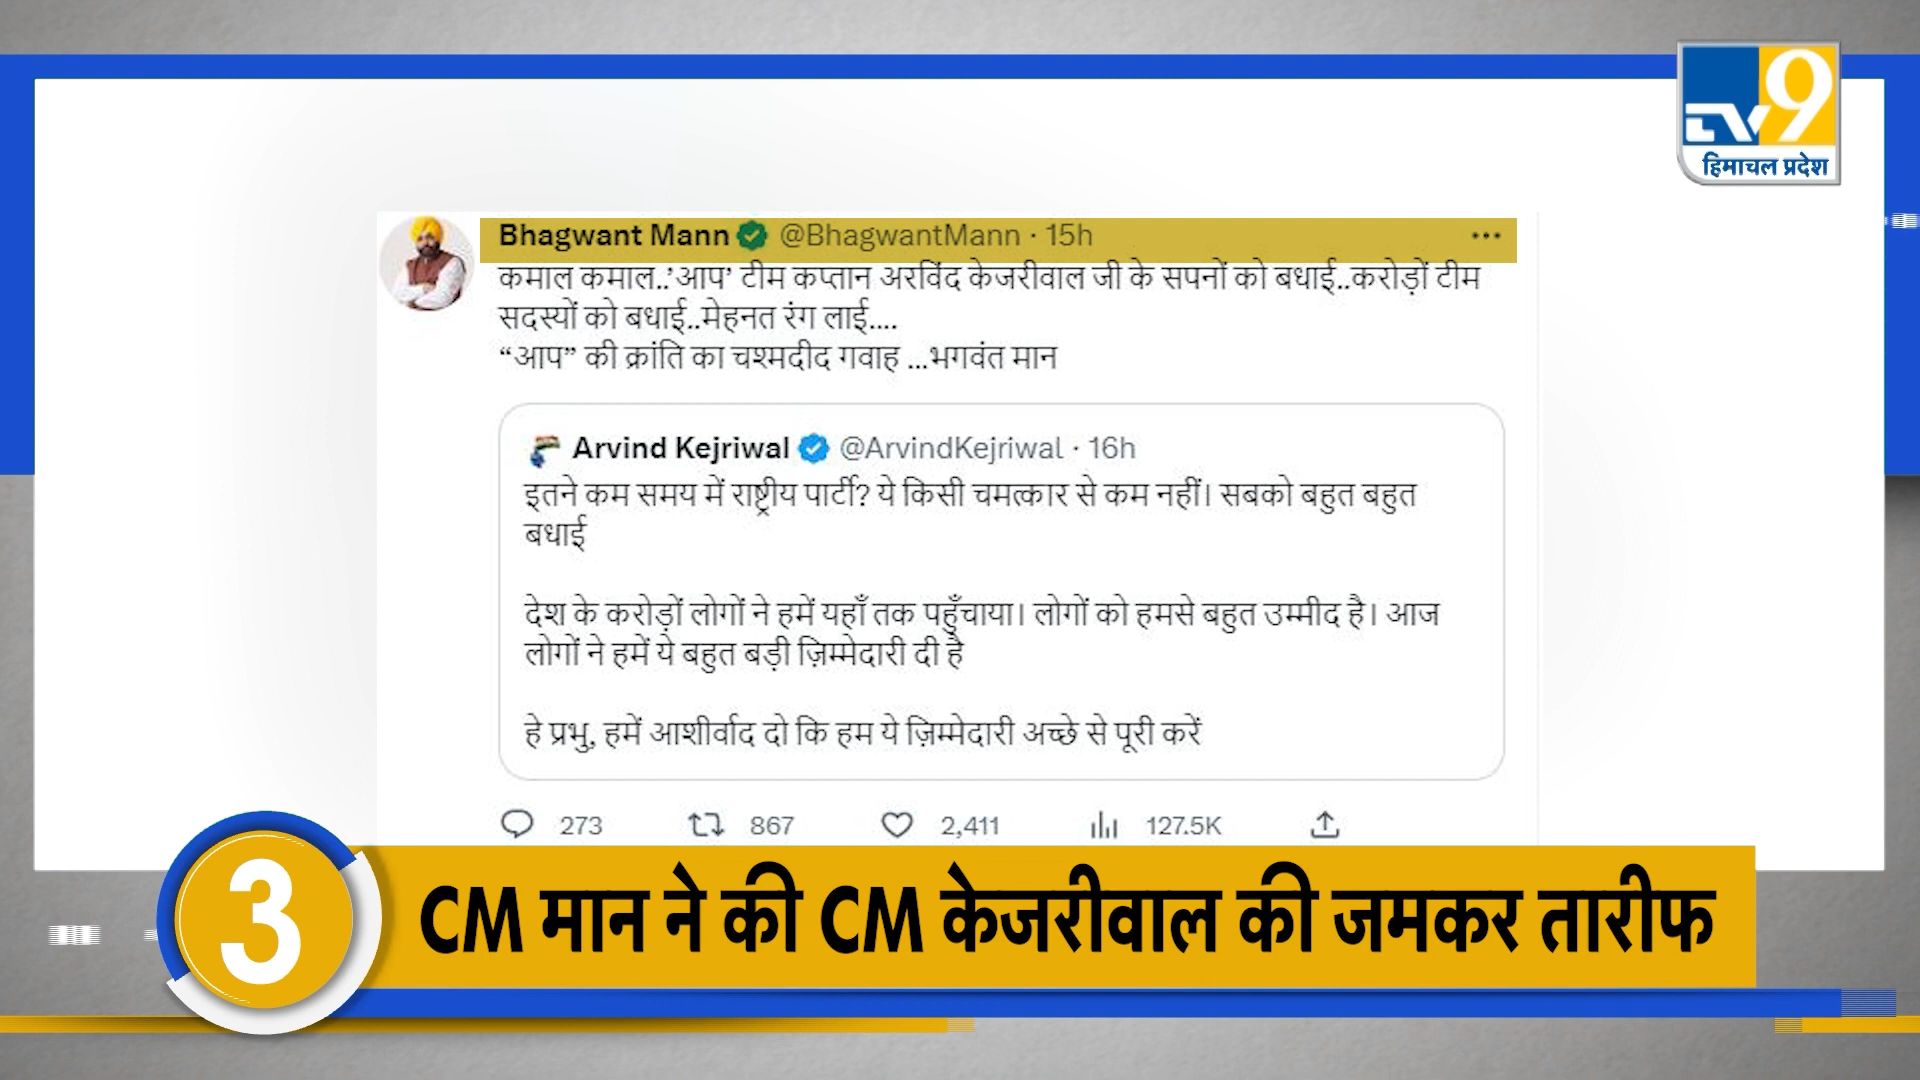 TV9
हिमाचल प्रदेश
Bhagwant Mann @BhagwantMann · 15h
कमाल कमाल..’आप’ टीम कप्तान अरविंद केजरीवाल जी के सपनों को बधाई..करोड़ों टीम
सदस्यों को बधाई..मेहनत रंग लाई....
“आप” की क्रांति का चश्मदीद गवाह ...भगवंत मान
Arvind Kejriwal @ArvindKejriwal · 16h
इतने कम समय में राष्ट्रीय पार्टी? ये किसी चमत्कार से कम नहीं। सबको बहुत बहुत
बधाई
देश के करोड़ों लोगों ने हमें यहाँ तक पहुँचाया। लोगों को हमसे बहुत उम्मीद है। आज
लोगों ने हमें ये बहुत बड़ी ज़िम्मेदारी दी है
हे प्रभु, हमें आशीर्वाद दो कि हम ये ज़िम्मेदारी अच्छे से पूरी करें
273 867 2,411 127.5K
3 CM मान ने की CM केजरीवाल की जमकर तारीफ